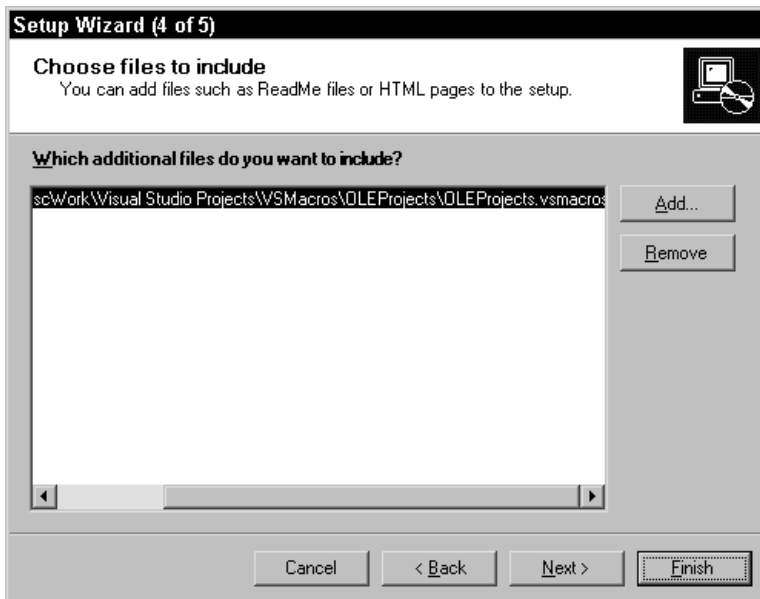 Setup Wizard (4 of 5)
Choose files to include
You can add files such as ReadMe files or HTML pages to the setup.
Which additional files do you want to include?
scWork\Visual Studio Projects\VSMacros\OLEProjects\OLEProjects.vsmacros
Add...
Remove
Cancel
< Back
Next >
Finish